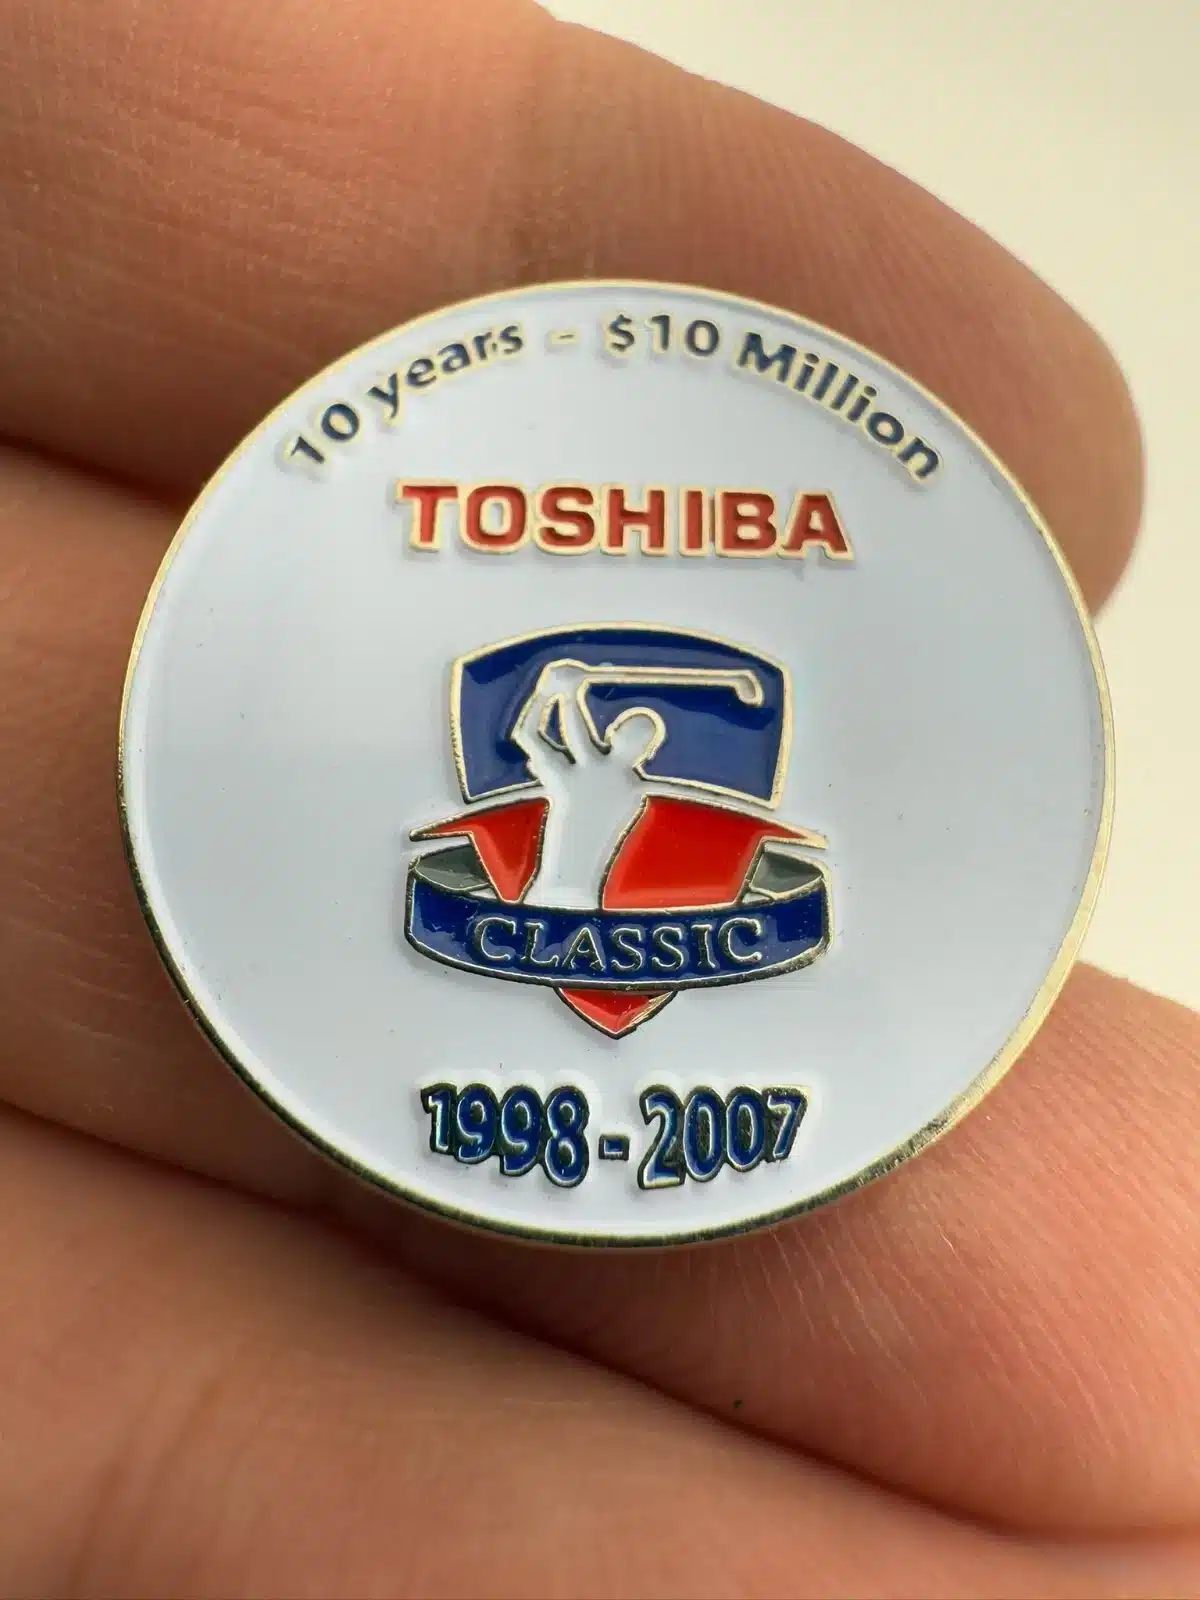 10 years - $10 Million
TOSHIBA
CLASSIC
1998-2007